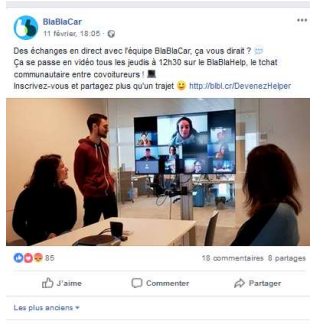 BlaBlaCar
11 février, 18:05 ·
Des échanges en direct avec l'équipe BlaBlaCar, ça vous dirait ? 💬
Ça se passe en vidéo tous les jeudis à 12h30 sur le BlaBlaHelp, le tchat
communautaire entre covoitureurs ! 💻
Inscrivez-vous et partagez plus qu'un trajet 😉 http://blbl.cr/DevenezHelper
85
18 commentaires 8 partages
J'aime
Commenter
Partager
Les plus anciens